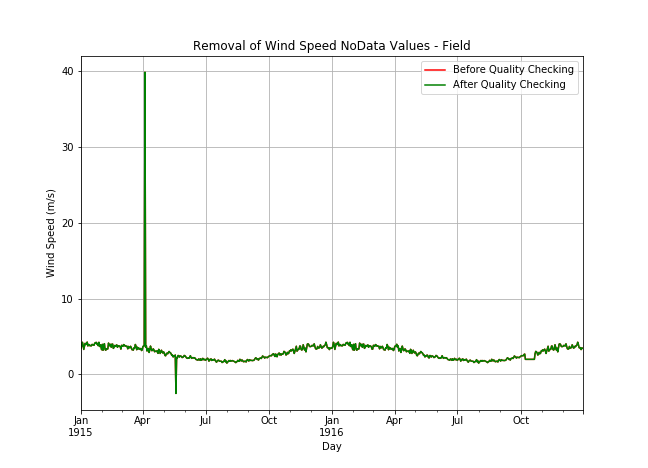 Removal of Wind Speed NoData Values - Field
Before Quality Checking
After Quality Checking
Wind Speed (m/s)
40
30
20
10
0
Jan Apr Jul Oct Jan Apr Jul Oct
1915 1916
Day